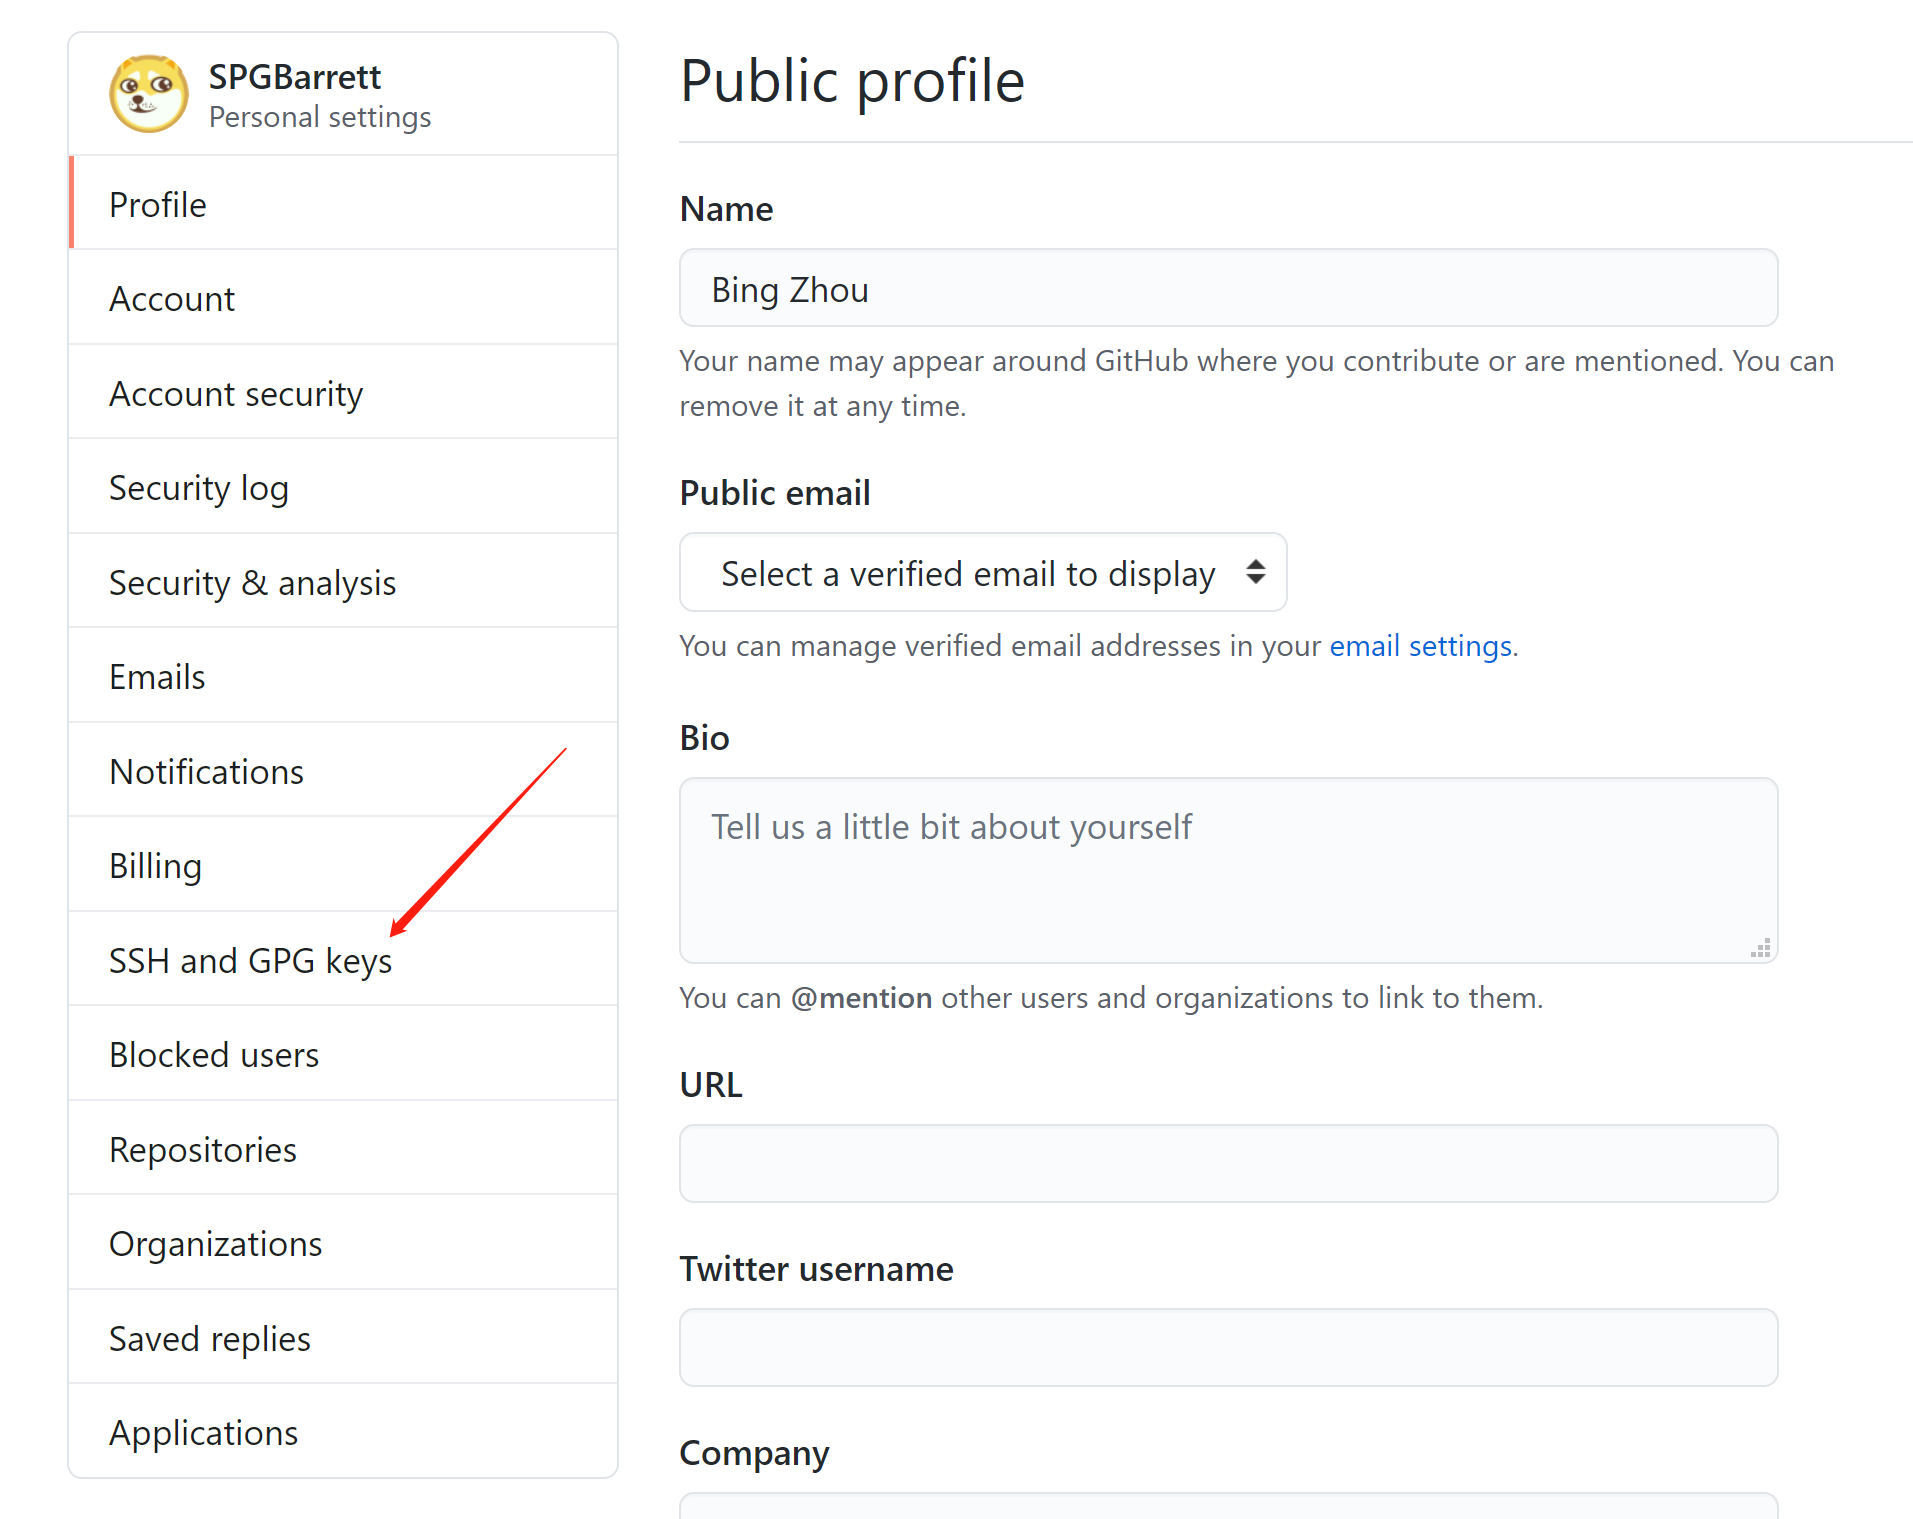 SPGBarrett
Personal settings
Profile
Account
Account security
Security log
Security & analysis
Emails
Notifications
Billing
SSH and GPG keys
Blocked users
Repositories
Organizations
Saved replies
Applications
Public profile
Name
Bing Zhou
Your name may appear around GitHub where you contribute or are mentioned. You can
remove it at any time.
Public email
Select a verified email to display
You can manage verified email addresses in your email settings.
Bio
Tell us a little bit about yourself
You can @mention other users and organizations to link to them.
URL
Twitter username
Company